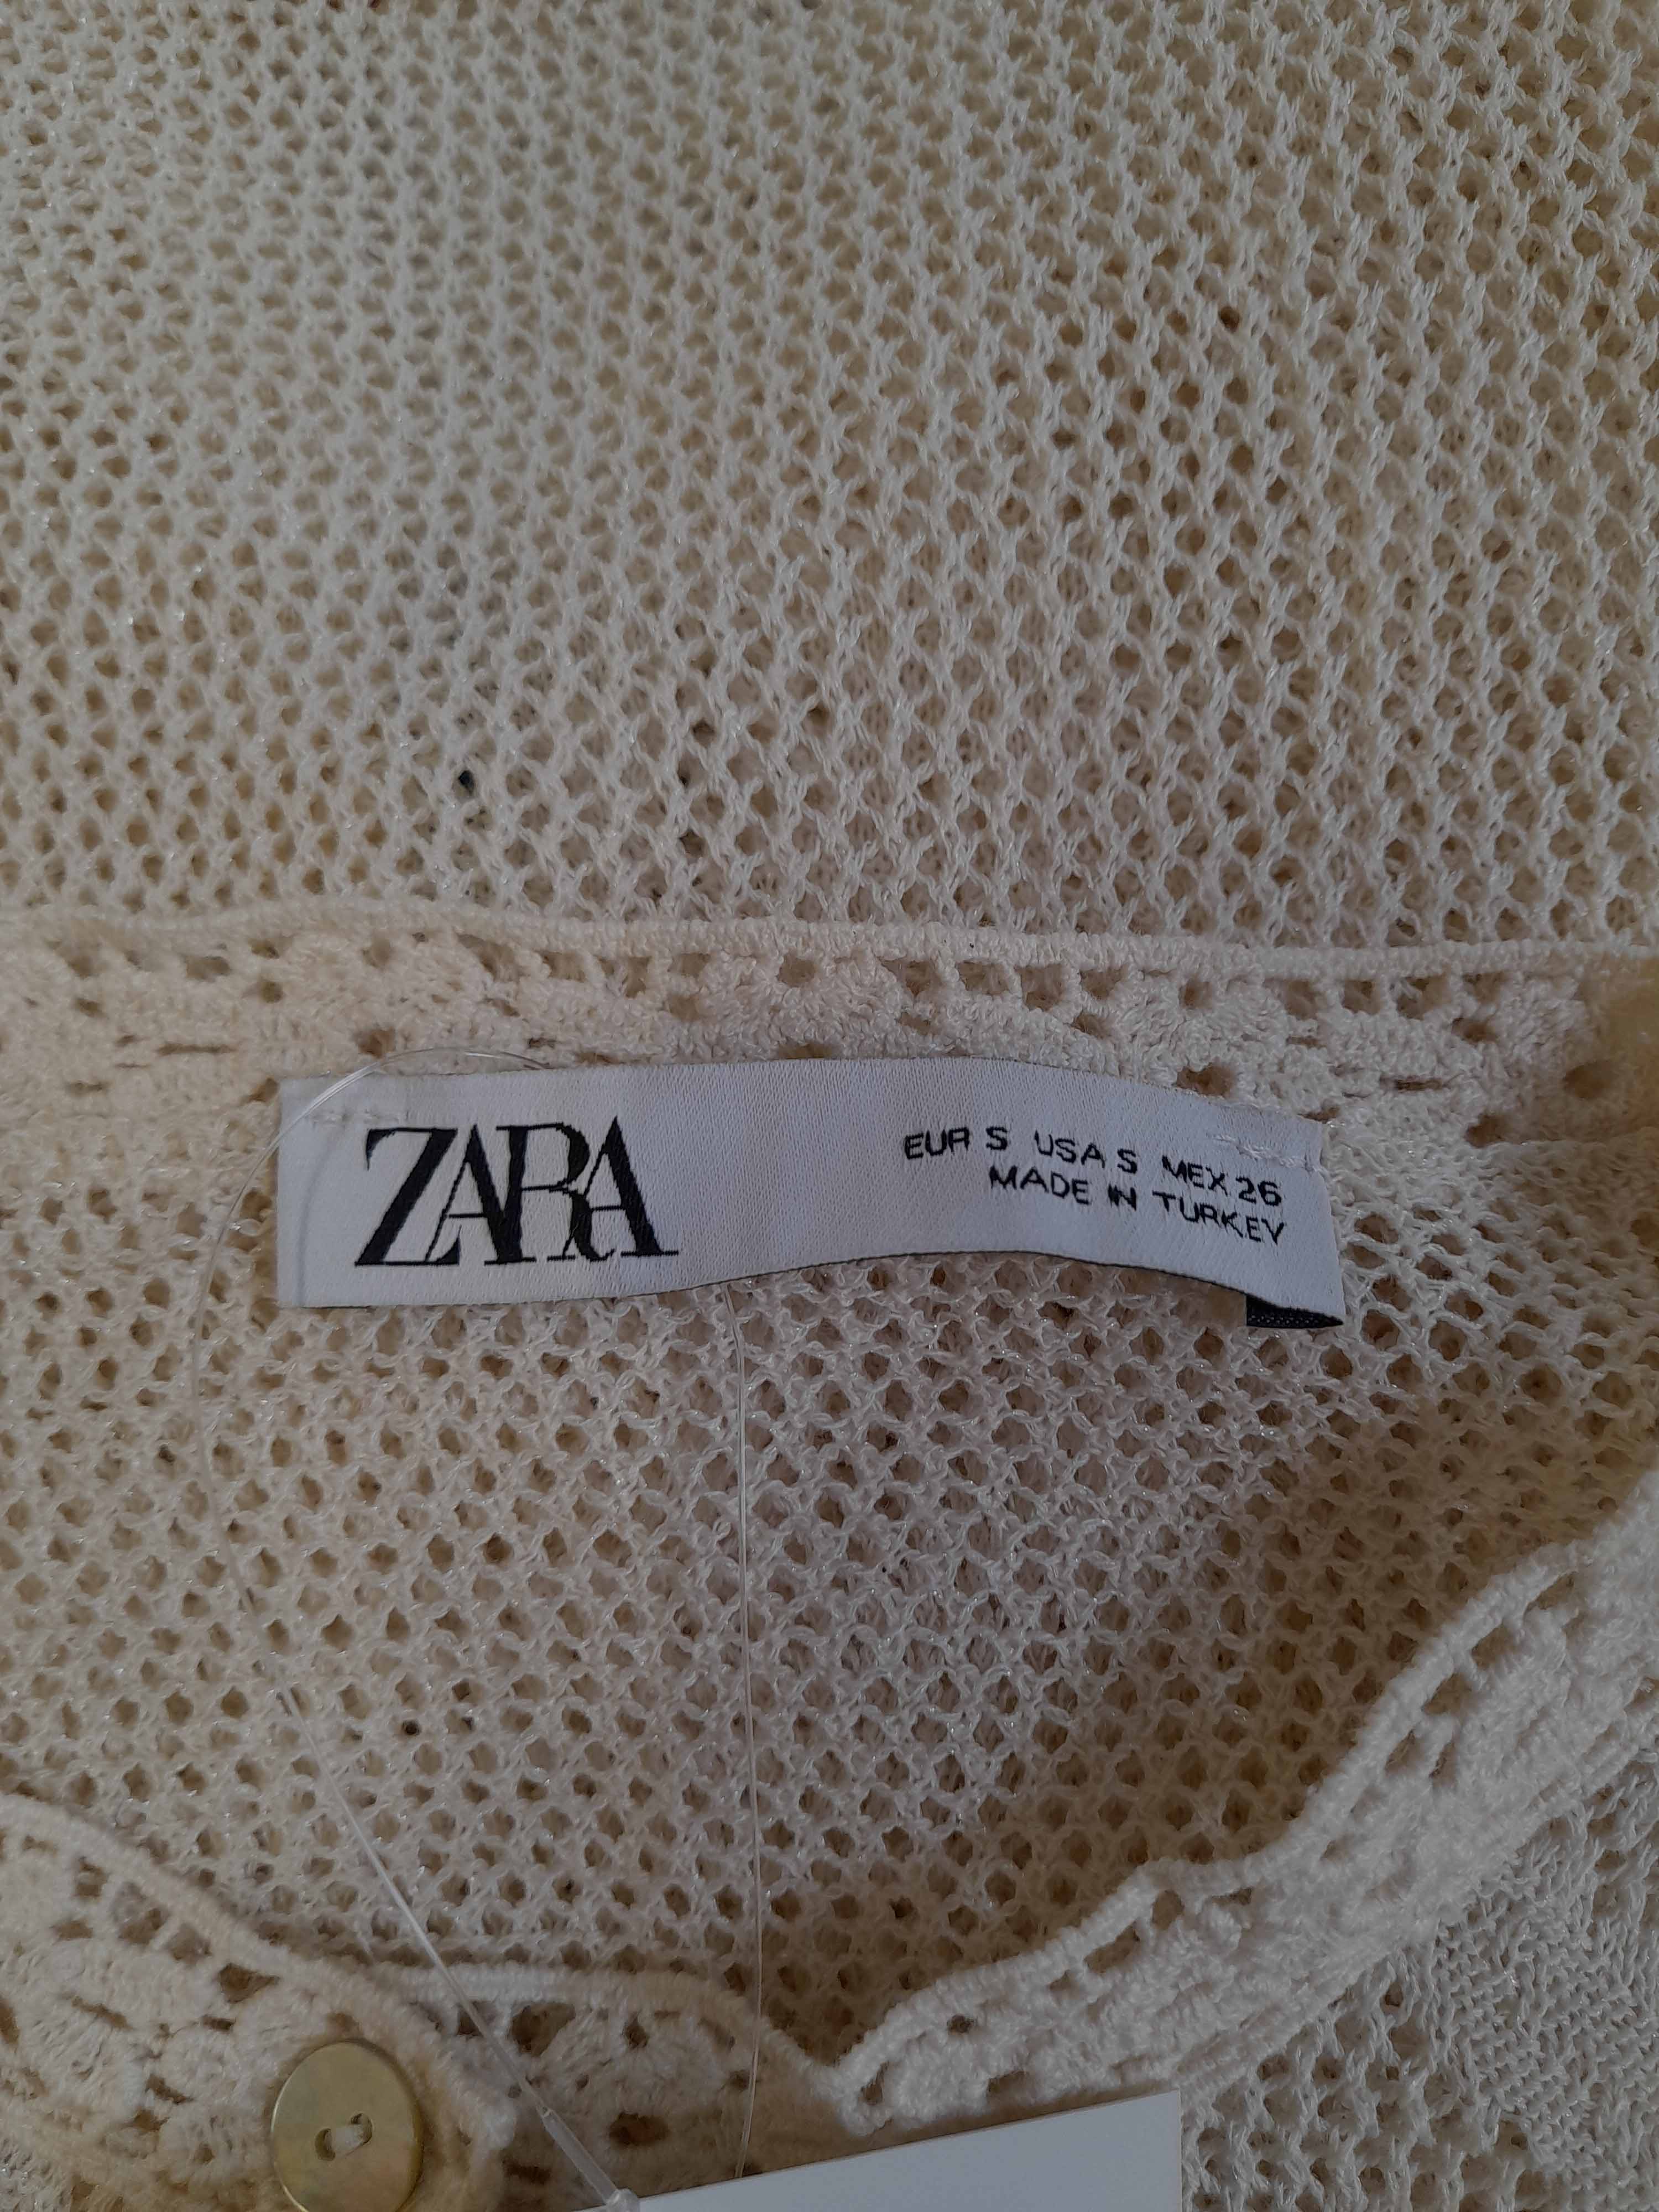 ZARA
EUR S USA S MEX 26
MADE IN TURKEY